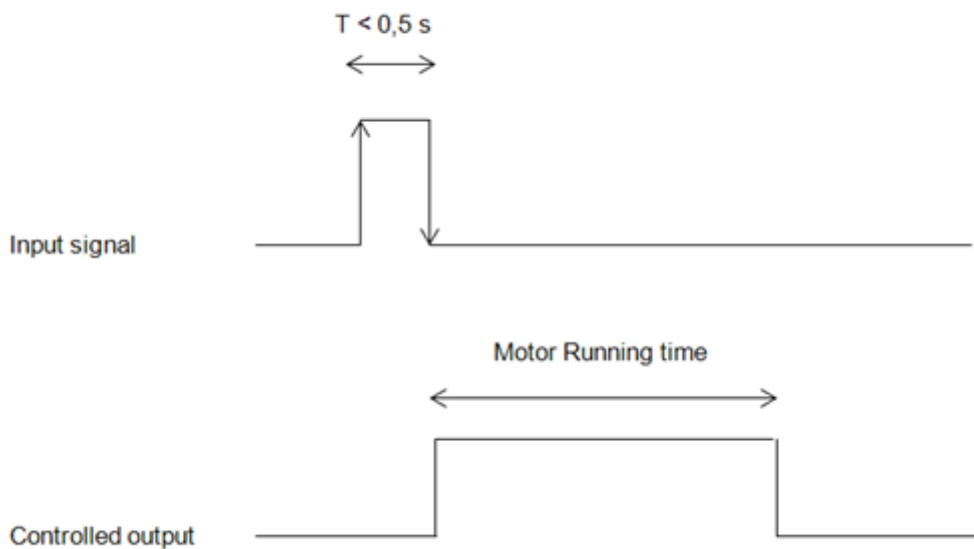 T < 0,5 s
Input signal
Motor Running time
Controlled output